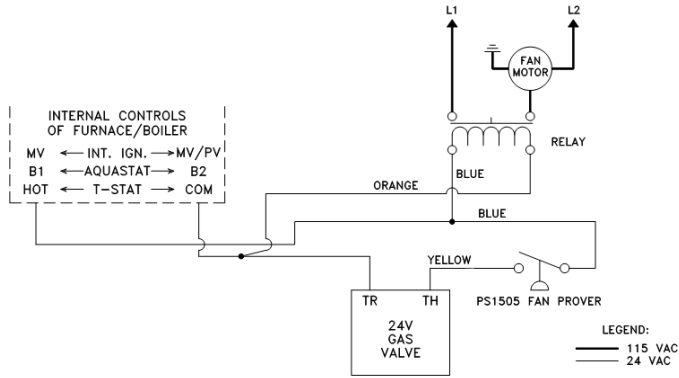 L1
L2
FAN
MOTOR
INTERNAL CONTROLS
OF FURNACE/BOILER
MV INT. IGN. MV/PV
B1 AQUASTAT B2
HOT T-STAT COM
RELAY
BLUE
ORANGE
BLUE
YELLOW
TR TH
PS1505 FAN PROVER
24V
GAS
VALVE
LEGEND:
115 VAC
24 VAC